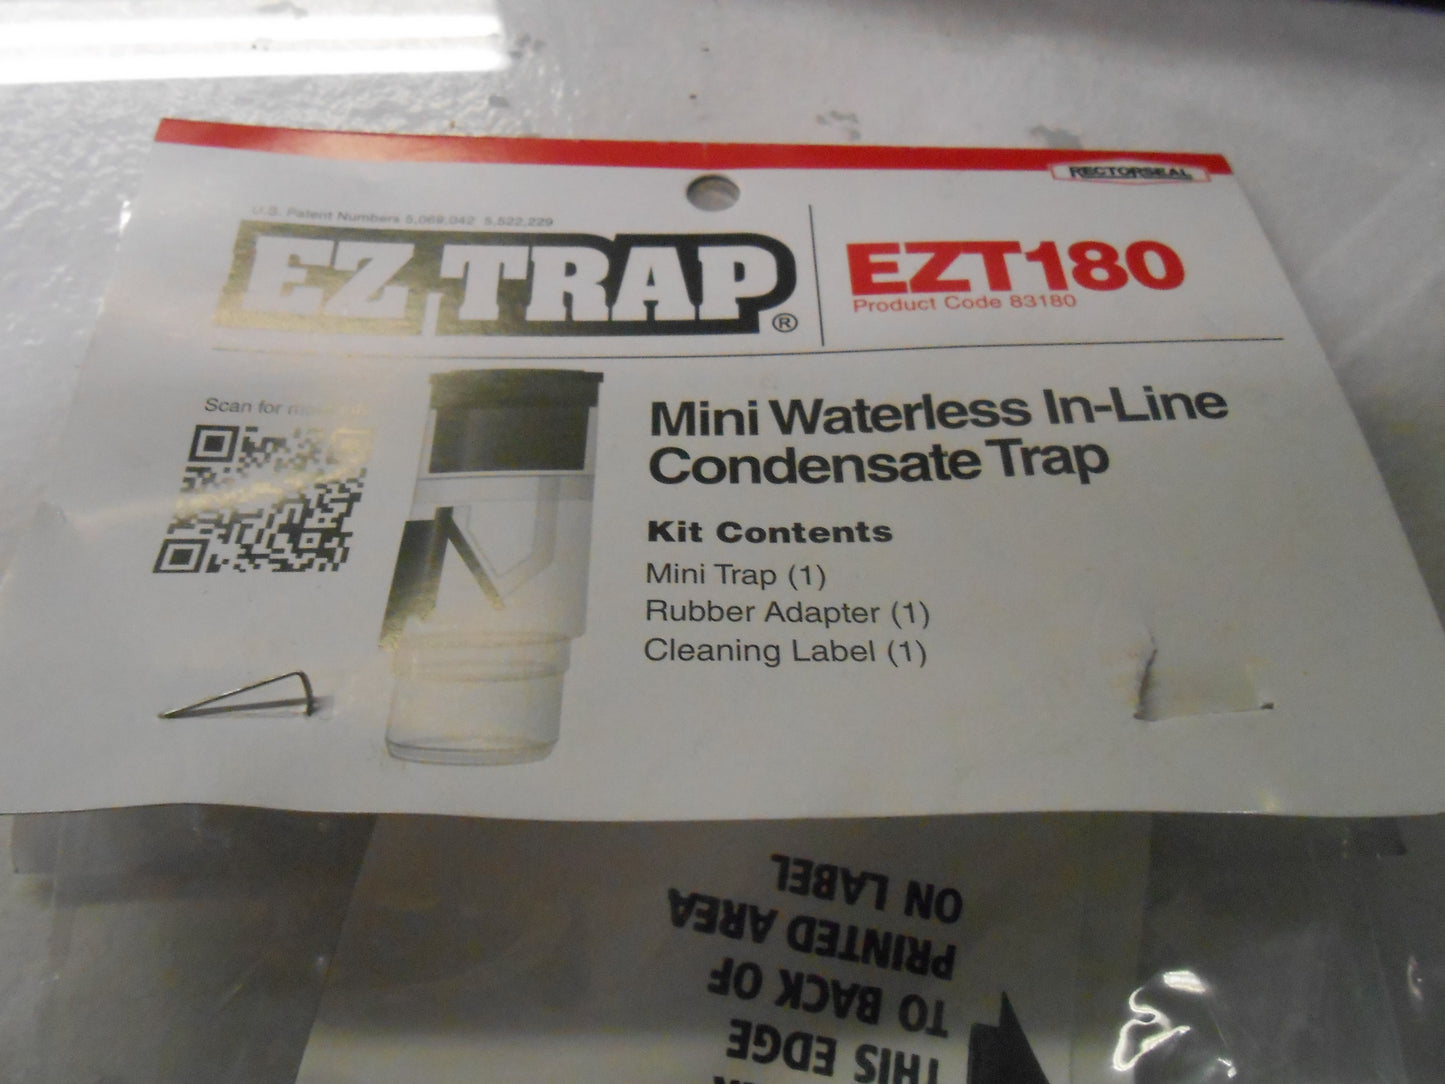 RECTORSEAL
U.S. Patent Numbers 5,069,042 5,522,229
EZ TRAP®
EZT180
Product Code 83180
Scan for
Mini Waterless In-Line
Condensate Trap
Kit Contents
Mini Trap (1)
Rubber Adapter (1)
Cleaning Label (1)
THIS EDGE
TO BACK OF
PRINTED AREA
ON LABEL